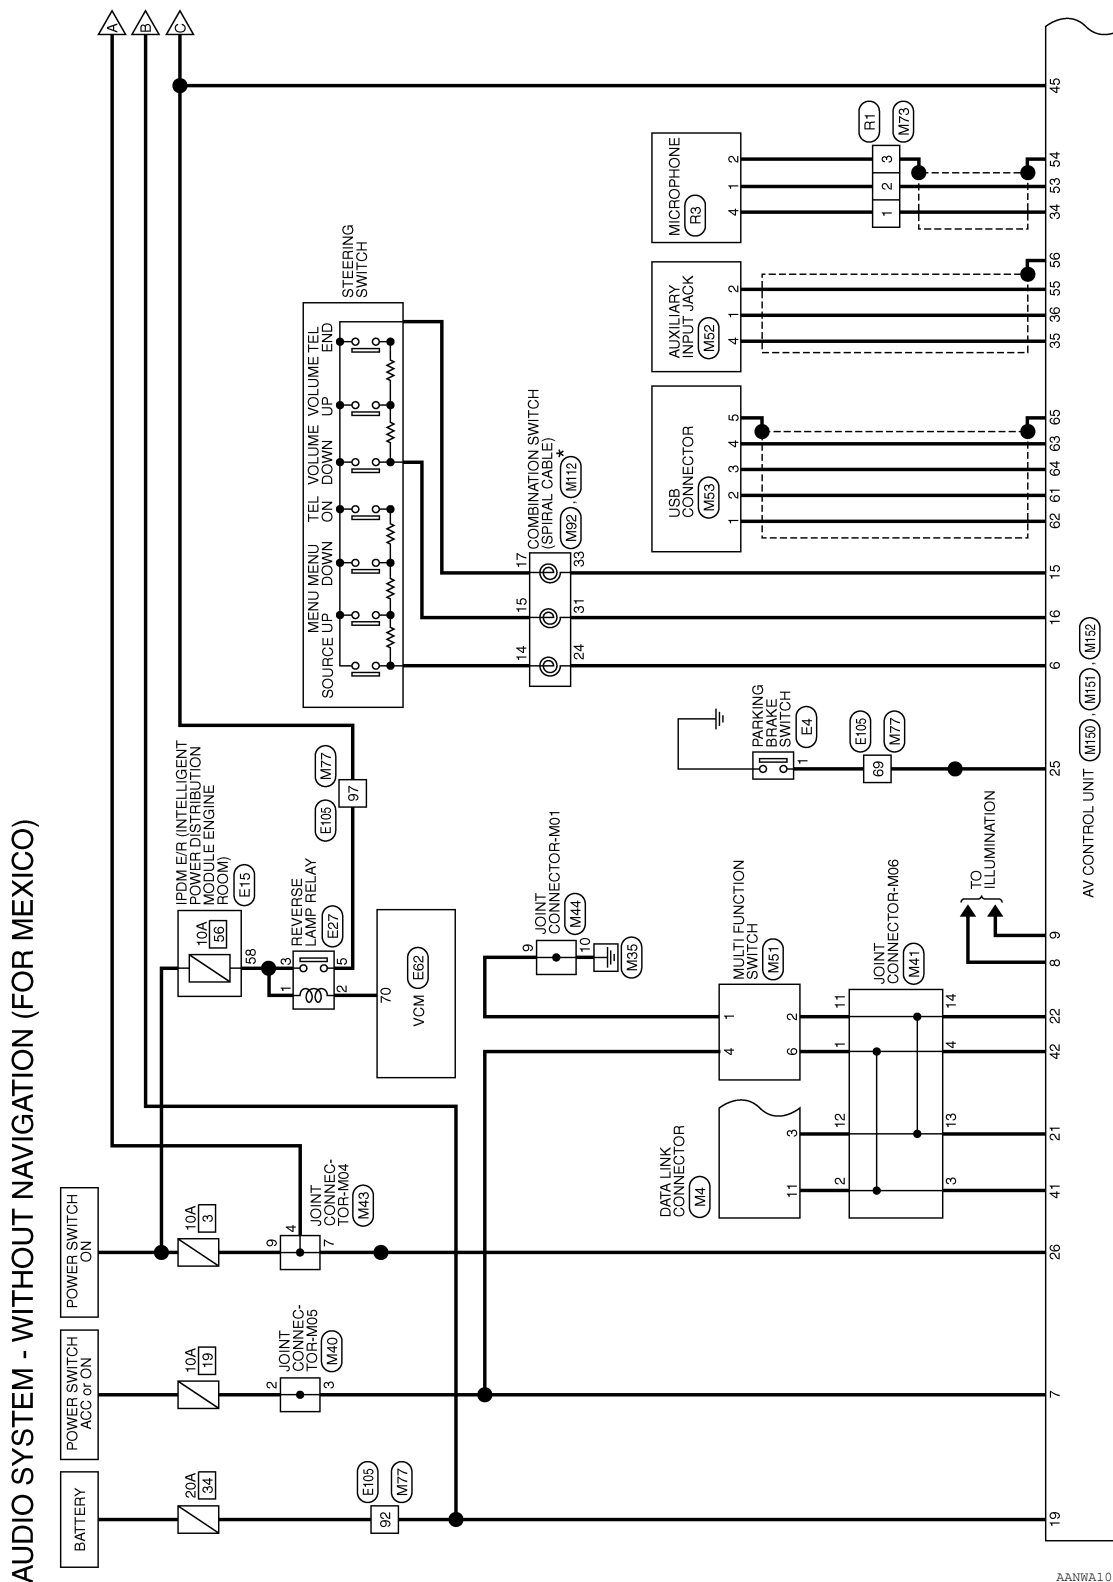 AUDIO SYSTEM - WITHOUT NAVIGATION (FOR MEXICO)
BATTERY
POWER SWITCH
ACC or ON
POWER SWITCH
ON
A
B
C
20A
34
10A
19
10A
3
IPDM E/R (INTELLIGENT
POWER DISTRIBUTION
MODULE ENGINE
ROOM)
E15
10A
56
58
REVERSE
LAMP RELAY
E27
1
3
2
5
E105
M77
97
VCM
E62
70
2
3
JOINT
CONNEC-
TOR-M05
M40
9
4
7
JOINT
CONNEC-
TOR-M04
M43
92
E105
M77
STEERING
SWITCH
SOURCE
MENU
UP
MENU
DOWN
TEL
ON
VOLUME
DOWN
VOLUME
UP
TEL
END
COMBINATION SWITCH
(SPIRAL CABLE)
M92 , M112 *
14
15
17
24
31
33
JOINT
CONNECTOR-M01
M44
9
10
M35
MULTI FUNCTION
SWITCH
M51
4
1
6
2
DATA LINK
CONNECTOR
M4
11
3
JOINT
CONNECTOR-M06
M41
2
12
1
11
3
13
4
14
TO
ILLUMINATION
PARKING
BRAKE
SWITCH
E4
1
E105
M77
69
USB
CONNECTOR
M53
1
2
3
4
5
AUXILIARY
INPUT JACK
M52
4
1
2
MICROPHONE
R3
4
1
2
R1
M73
1
2
3
19
7
26
41
21
42
22
8
9
25
6
16
15
62
61
64
63
65
35
36
55
56
34
53
54
45
AV CONTROL UNIT M150 , M151 , M152
AANWA10